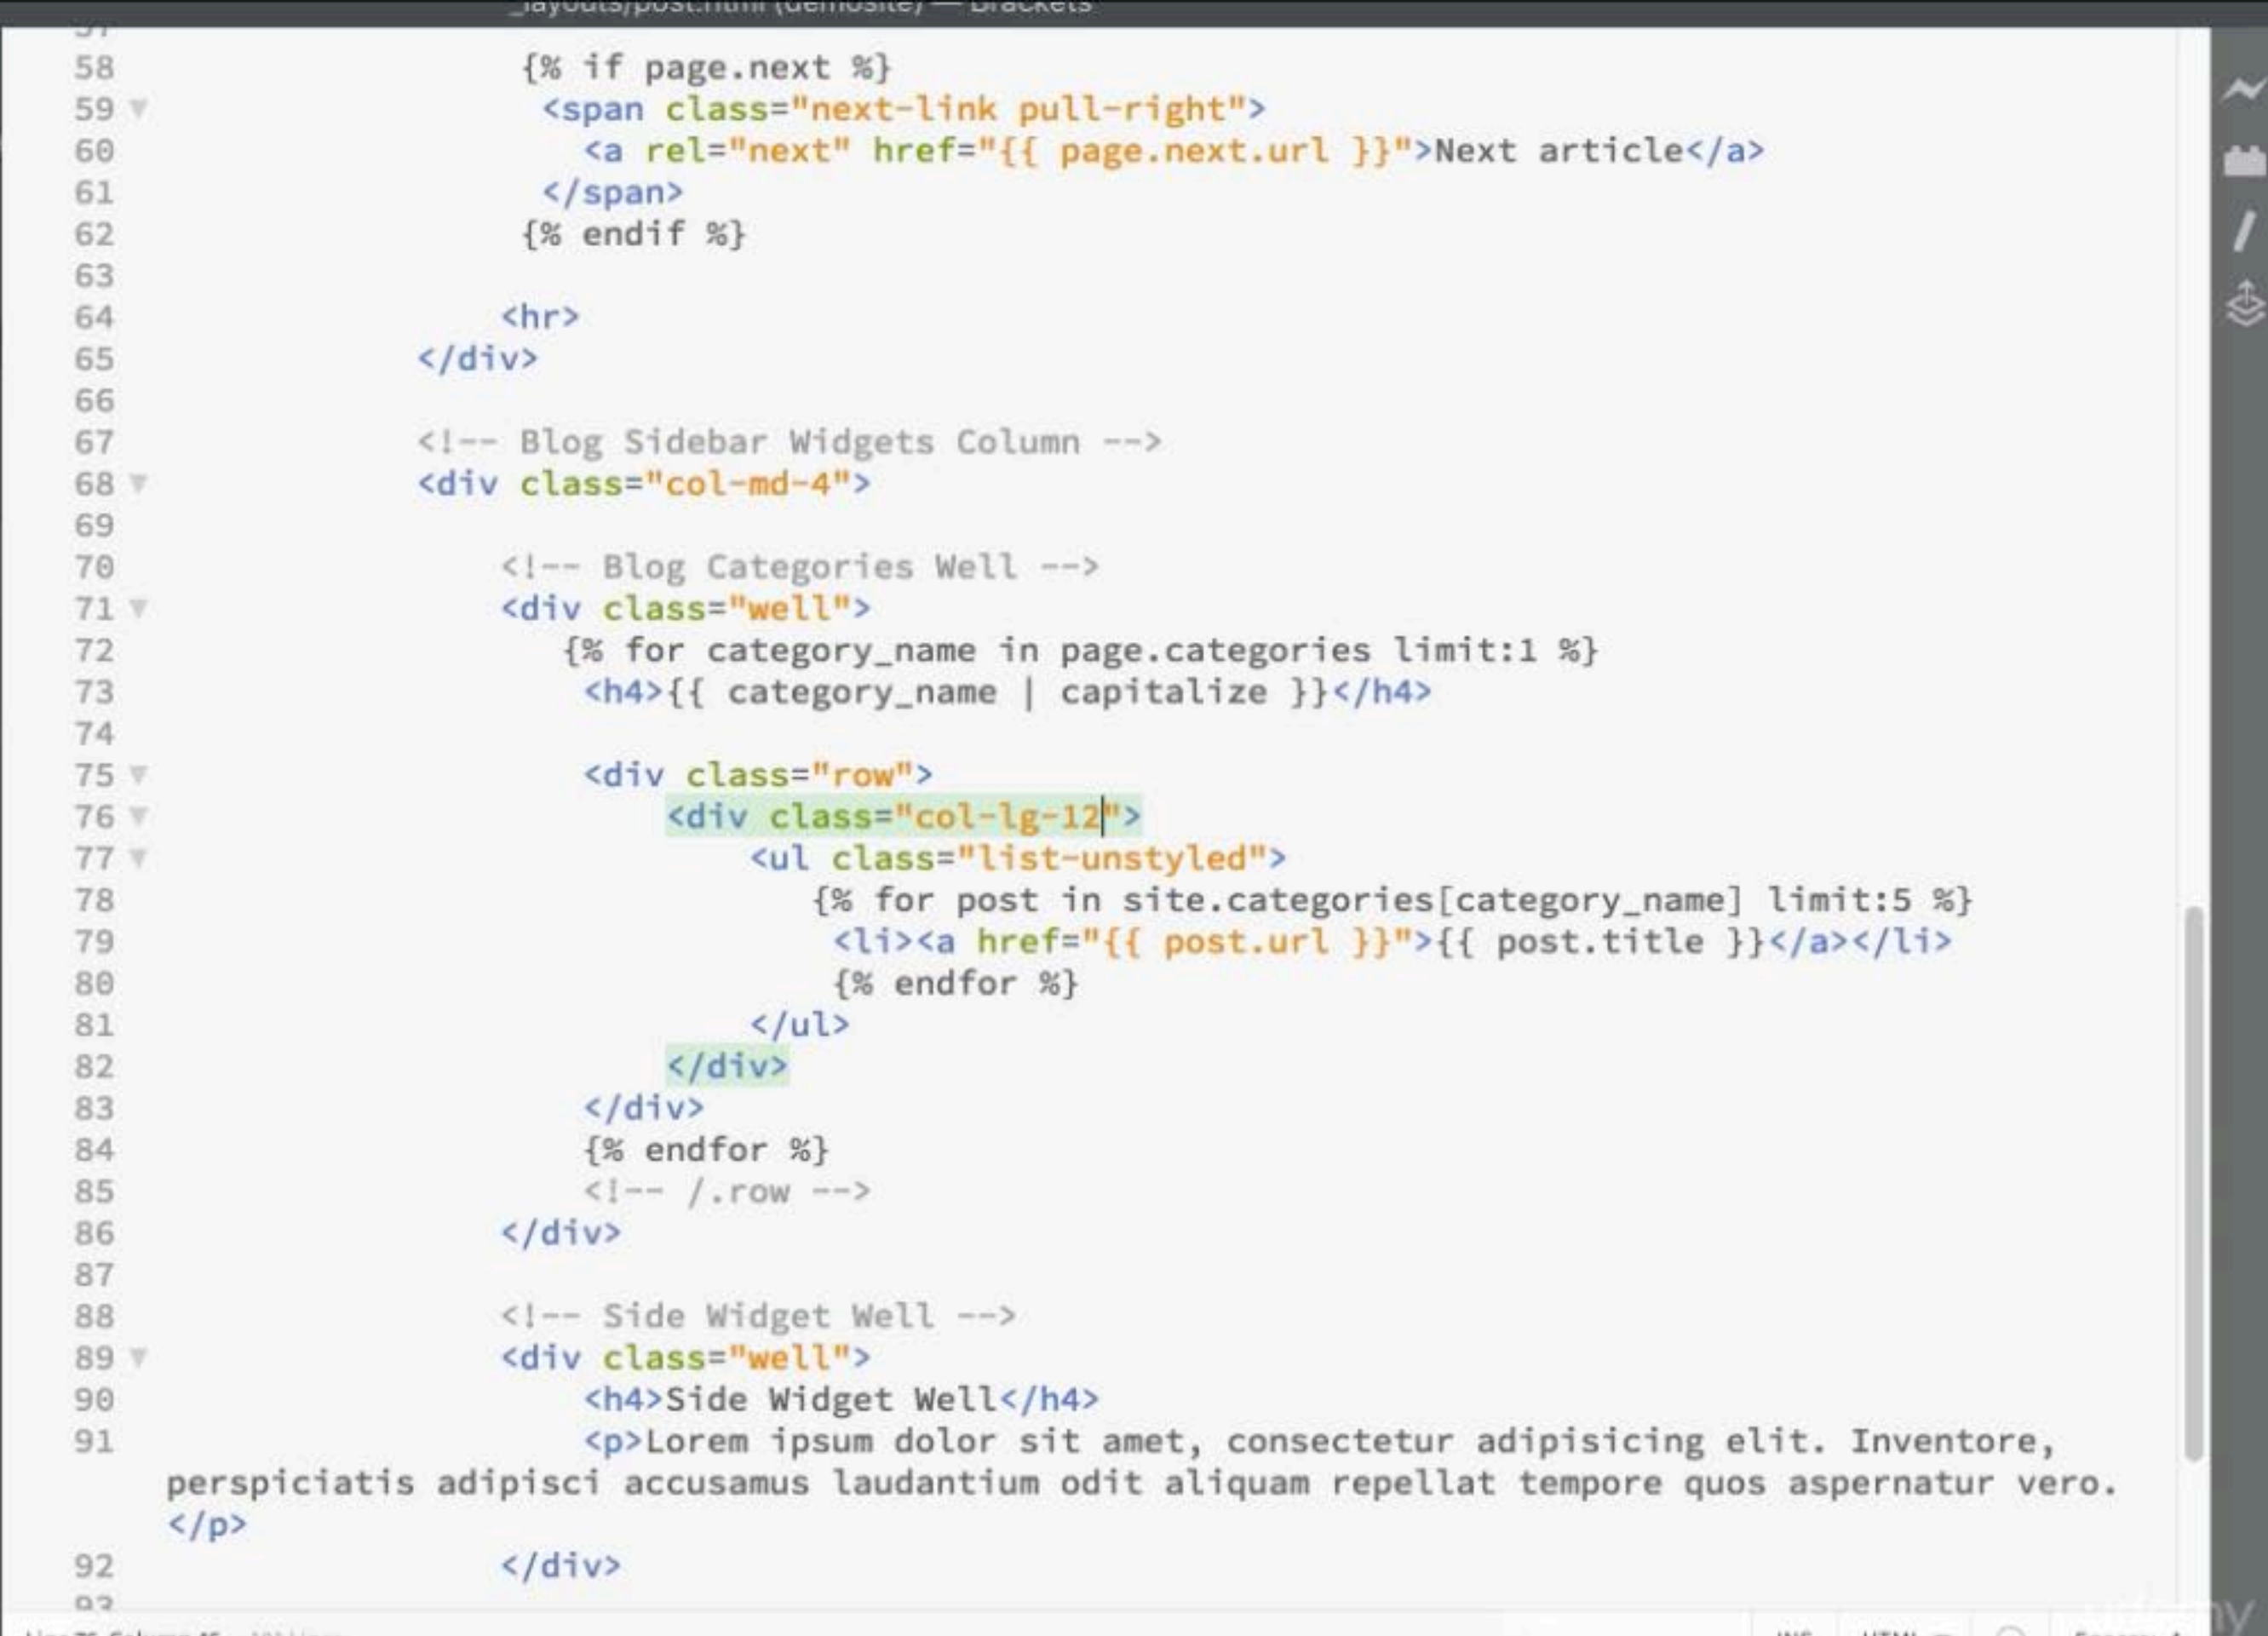 _layouts/post.html (demosite) — Brackets
57
58 {% if page.next %}
59 <span class="next-link pull-right">
60 <a rel="next" href="{{ page.next.url }}">Next article</a>
61 </span>
62 {% endif %}
63
64 <hr>
65 </div>
66
67 <!-- Blog Sidebar Widgets Column -->
68 <div class="col-md-4">
69
70 <!-- Blog Categories Well -->
71 <div class="well">
72 {% for category_name in page.categories limit:1 %}
73 <h4>{{ category_name | capitalize }}</h4>
74
75 <div class="row">
76 <div class="col-lg-12">
77 <ul class="list-unstyled">
78 {% for post in site.categories[category_name] limit:5 %}
79 <li><a href="{{ post.url }}">{{ post.title }}</a></li>
80 {% endfor %}
81 </ul>
82 </div>
83 </div>
84 {% endfor %}
85 <!-- /.row -->
86 </div>
87
88 <!-- Side Widget Well -->
89 <div class="well">
90 <h4>Side Widget Well</h4>
91 <p>Lorem ipsum dolor sit amet, consectetur adipisicing elit. Inventore,
perspiciatis adipisci accusamus laudantium odit aliquam repellat tempore quos aspernatur vero.
</p>
92 </div>
93